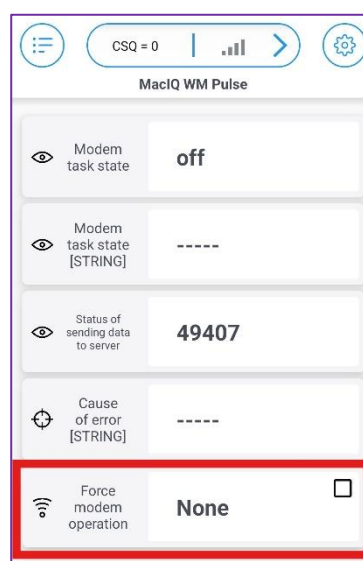 CSQ = 0
MacIQ WM Pulse
Modem
task state
off
Modem
task state
[STRING]
-----
Status of
sending data
to server
49407
Cause
of error
[STRING]
-----
Force
modem
operation
None